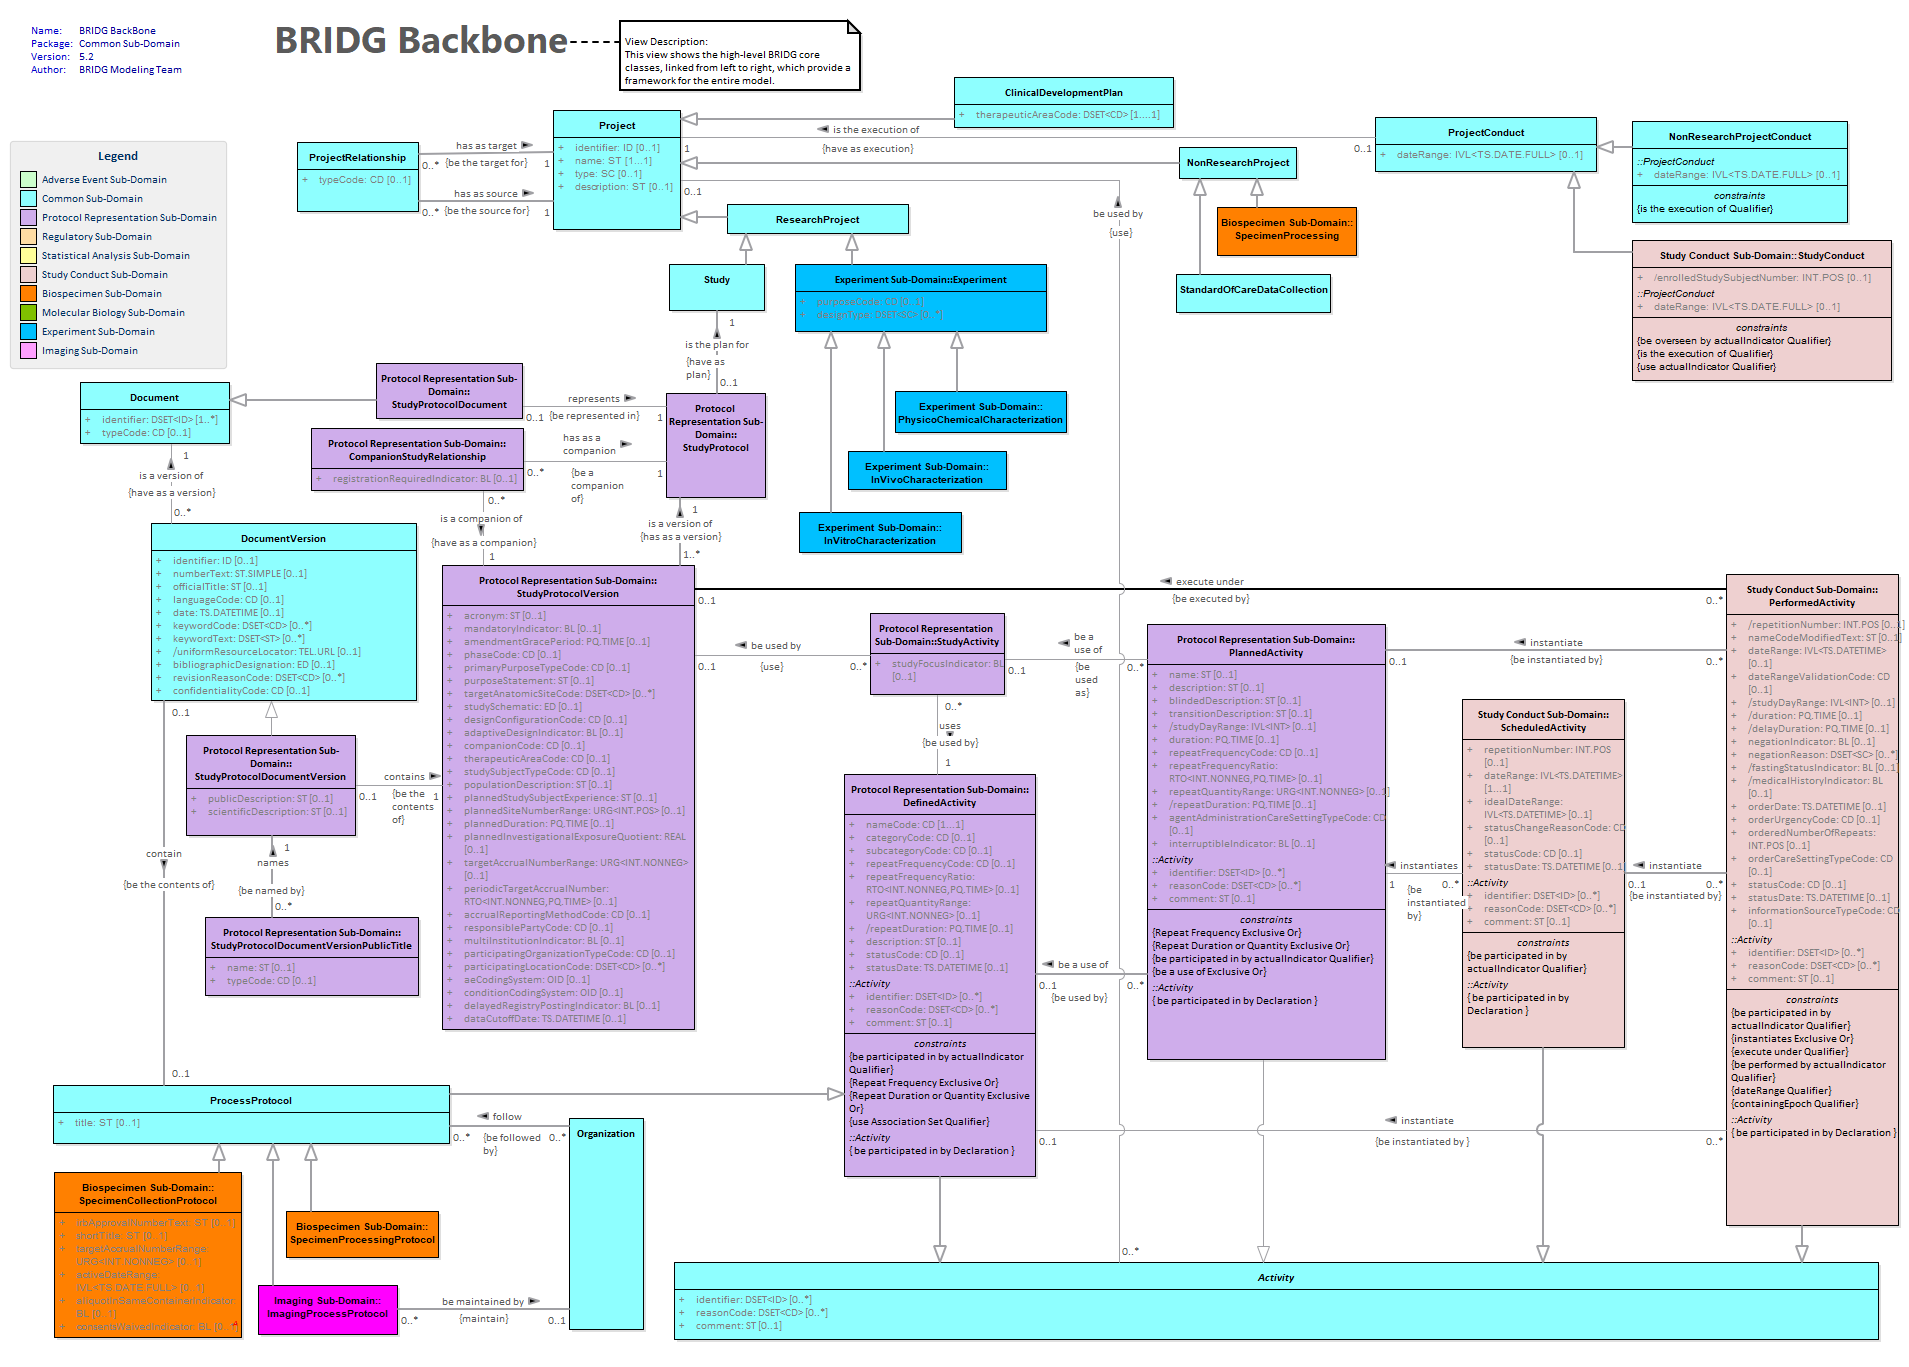 Name: BRIDG BackBone
Package: Common Sub-Domain
Version: 5.2
Author: BRIDG Modeling Team
BRIDG Backbone
View Description:
This view shows the high-level BRIDG core
classes, linked from left to right, which provide a
framework for the entire model.
Legend
Adverse Event Sub-Domain
Common Sub-Domain
Protocol Representation Sub-Domain
Regulatory Sub-Domain
Statistical Analysis Sub-Domain
Study Conduct Sub-Domain
Biospecimen Sub-Domain
Molecular Biology Sub-Domain
Experiment Sub-Domain
Imaging Sub-Domain
ProjectRelationship
+ typeCode: CD [0..1]
has as target
0..* {be the target for} 1
has as source
0..* {be the source for} 1
Project
+ identifier: ID [0..1]
+ name: ST [1...1]
+ type: SC [0..1]
+ description: ST [0..1]
ClinicalDevelopmentPlan
+ therapeuticAreaCode: DSET<CD> [1....1]
is the execution of
1 {have as execution} 0..1
ProjectConduct
+ dateRange: IVL<TS.DATE.FULL> [0..1]
NonResearchProjectConduct
::ProjectConduct
+ dateRange: IVL<TS.DATE.FULL> [0..1]
constraints
{is the execution of Qualifier}
Study Conduct Sub-Domain::StudyConduct
+ /enrolledStudySubjectNumber: INT.POS [0..1]
::ProjectConduct
+ dateRange: IVL<TS.DATE.FULL> [0..1]
constraints
{be overseen by actualIndicator Qualifier}
{is the execution of Qualifier}
{use actualIndicator Qualifier}
NonResearchProject
Biospecimen Sub-Domain::
SpecimenProcessing
StandardOfCareDataCollection
0..1
be used by
{use}
0..*
ResearchProject
Study
Experiment Sub-Domain::Experiment
+ purposeCode: CD [0..1]
+ designType: DSET<SC> [0..*]
Experiment Sub-Domain::
PhysicoChemicalCharacterization
Experiment Sub-Domain::
InVivoCharacterization
Experiment Sub-Domain::
InVitroCharacterization
1
is the plan for
{have as
plan}
0..1
Document
+ identifier: DSET<ID> [1..*]
+ typeCode: CD [0..1]
Protocol Representation Sub-
Domain::
StudyProtocolDocument
represents
0..1 {be represented in} 1
Protocol
Representation Sub-
Domain::
StudyProtocol
Protocol Representation Sub-Domain::
CompanionStudyRelationship
+ registrationRequiredIndicator: BL [0..1]
has as a
companion
0..* {be a
companion
of} 1
1
is a version of
{have as a version}
0..*
0..*
is a companion of
{have as a companion}
1
1
is a version of
{has as a version}
1..*
DocumentVersion
+ identifier: ID [0..1]
+ numberText: ST.SIMPLE [0..1]
+ officialTitle: ST [0..1]
+ languageCode: CD [0..1]
+ date: TS.DATETIME [0..1]
+ keywordCode: DSET<CD> [0..*]
+ keywordText: DSET<ST> [0..*]
+ /uniformResourceLocator: TEL.URL [0..1]
+ bibliographicDesignation: ED [0..1]
+ revisionReasonCode: DSET<CD> [0..*]
+ confidentialityCode: CD [0..1]
0..1
contain
{be the contents of}
0..1
Protocol Representation Sub-
Domain::
StudyProtocolDocumentVersion
+ publicDescription: ST [0..1]
+ scientificDescription: ST [0..1]
contains
0..1 {be the
contents
of} 1
1
names
{be named by}
0..*
Protocol Representation Sub-Domain::
StudyProtocolDocumentVersionPublicTitle
+ name: ST [0..1]
+ typeCode: CD [0..1]
Protocol Representation Sub-Domain::
StudyProtocolVersion
+ acronym: ST [0..1]
+ mandatoryIndicator: BL [0..1]
+ amendmentGracePeriod: PQ.TIME [0..1]
+ phaseCode: CD [0..1]
+ primaryPurposeTypeCode: CD [0..1]
+ purposeStatement: ST [0..1]
+ targetAnatomicSiteCode: DSET<CD> [0..*]
+ studySchematic: ED [0..1]
+ designConfigurationCode: CD [0..1]
+ adaptiveDesignIndicator: BL [0..1]
+ companionCode: CD [0..1]
+ therapeuticAreaCode: CD [0..1]
+ studySubjectTypeCode: CD [0..1]
+ populationDescription: ST [0..1]
+ plannedStudySubjectExperience: ST [0..1]
+ plannedSiteNumberRange: URG<INT.POS> [0..1]
+ plannedDuration: PQ.TIME [0..1]
+ plannedInvestigationalExposureQuotient: REAL
[0..1]
+ targetAccrualNumberRange: URG<INT.NONNEG>
[0..1]
+ periodicTargetAccrualNumber:
RTO<INT.NONNEG,PQ.TIME> [0..1]
+ accrualReportingMethodCode: CD [0..1]
+ responsiblePartyCode: CD [0..1]
+ multiInstitutionIndicator: BL [0..1]
+ participatingOrganizationTypeCode: CD [0..1]
+ participatingLocationCode: DSET<CD> [0..*]
+ aeCodingSystem: OID [0..1]
+ conditionCodingSystem: OID [0..1]
+ delayedRegistryPostingIndicator: BL [0..1]
+ dataCutoffDate: TS.DATETIME [0..1]
execute under
0..1 {be executed by} 0..*
be used by
0..1 {use} 0..*
Protocol Representation
Sub-Domain::StudyActivity
+ studyFocusIndicator: BL
[0..1]
be a
use of
0..1 {be
used
as} 0..*
0..*
uses
{be used by}
1
Protocol Representation Sub-Domain::
DefinedActivity
+ nameCode: CD [1...1]
+ categoryCode: CD [0..1]
+ subcategoryCode: CD [0..1]
+ repeatFrequencyCode: CD [0..1]
+ repeatFrequencyRatio:
RTO<INT.NONNEG,PQ.TIME> [0..1]
+ repeatQuantityRange:
URG<INT.NONNEG> [0..1]
+ /repeatDuration: PQ.TIME [0..1]
+ description: ST [0..1]
+ statusCode: CD [0..1]
+ statusDate: TS.DATETIME [0..1]
::Activity
+ identifier: DSET<ID> [0..*]
+ reasonCode: DSET<CD> [0..*]
+ comment: ST [0..1]
constraints
{be participated in by actualIndicator
Qualifier}
{Repeat Frequency Exclusive Or}
{Repeat Duration or Quantity Exclusive
Or}
{use Association Set Qualifier}
::Activity
{ be participated in by Declaration }
be a use of
0..1 {be used by} 0..*
Protocol Representation Sub-Domain::
PlannedActivity
+ name: ST [0..1]
+ description: ST [0..1]
+ blindedDescription: ST [0..1]
+ transitionDescription: ST [0..1]
+ /studyDayRange: IVL<INT> [0..1]
+ duration: PQ.TIME [0..1]
+ repeatFrequencyCode: CD [0..1]
+ repeatFrequencyRatio:
RTO<INT.NONNEG,PQ.TIME> [0..1]
+ repeatQuantityRange: URG<INT.NONNEG> [0..1]
+ /repeatDuration: PQ.TIME [0..1]
+ agentAdministrationCareSettingTypeCode: CD
[0..1]
+ interruptibleIndicator: BL [0..1]
::Activity
+ identifier: DSET<ID> [0..*]
+ reasonCode: DSET<CD> [0..*]
+ comment: ST [0..1]
constraints
{Repeat Frequency Exclusive Or}
{Repeat Duration or Quantity Exclusive Or}
{be participated in by actualIndicator Qualifier}
{be a use of Exclusive Or}
::Activity
{ be participated in by Declaration }
instantiate
0..1 {be instantiated by} 0..*
instantiates
1 {be
instantiated
by} 0..*
Study Conduct Sub-Domain::
ScheduledActivity
+ repetitionNumber: INT.POS
[0..1]
+ dateRange: IVL<TS.DATETIME>
[1...1]
+ idealDateRange:
IVL<TS.DATETIME> [0..1]
+ statusChangeReasonCode: CD
[0..1]
+ statusCode: CD [0..1]
+ statusDate: TS.DATETIME [0..1]
::Activity
+ identifier: DSET<ID> [0..*]
+ reasonCode: DSET<CD> [0..*]
+ comment: ST [0..1]
constraints
{be participated in by
actualIndicator Qualifier}
::Activity
{ be participated in by
Declaration }
instantiate
0..1 0..*
{be instantiated by}
Study Conduct Sub-Domain::
PerformedActivity
+ /repetitionNumber: INT.POS [0..1]
+ nameCodeModifiedText: ST [0..1]
+ dateRange: IVL<TS.DATETIME>
[0..1]
+ dateRangeValidationCode: CD
[0..1]
+ /studyDayRange: IVL<INT> [0..1]
+ /duration: PQ.TIME [0..1]
+ /delayDuration: PQ.TIME [0..1]
+ negationIndicator: BL [0..1]
+ negationReason: DSET<SC> [0..*]
+ /fastingStatusIndicator: BL [0..1]
+ /medicalHistoryIndicator: BL
[0..1]
+ orderDate: TS.DATETIME [0..1]
+ orderUrgencyCode: CD [0..1]
+ orderedNumberOfRepeats:
INT.POS [0..1]
+ orderCareSettingTypeCode: CD
[0..1]
+ statusCode: CD [0..1]
+ statusDate: TS.DATETIME [0..1]
+ informationSourceTypeCode: CD
[0..1]
::Activity
+ identifier: DSET<ID> [0..*]
+ reasonCode: DSET<CD> [0..*]
+ comment: ST [0..1]
constraints
{be participated in by
actualIndicator Qualifier}
{instantiates Exclusive Or}
{execute under Qualifier}
{be performed by actualIndicator
Qualifier}
{dateRange Qualifier}
{containingEpoch Qualifier}
::Activity
{ be participated in by Declaration }
instantiate
0..1 {be instantiated by } 0..*
ProcessProtocol
+ title: ST [0..1]
follow
0..* {be followed
by} 0..*
Organization
Biospecimen Sub-Domain::
SpecimenCollectionProtocol
+ irbApprovalNumberText: ST [0..1]
+ shortTitle: ST [0..1]
+ targetAccrualNumberRange:
URG<INT.NONNEG> [0..1]
+ activeDateRange:
IVL<TS.DATE.FULL> [0..1]
+ aliquotInSameContainerIndicator:
BL [0..1]
+ consentsWaivedIndicator: BL [0..*]
Biospecimen Sub-Domain::
SpecimenProcessingProtocol
Imaging Sub-Domain::
ImagingProcessProtocol
be maintained by
0..* {maintain} 0..1
Activity
+ identifier: DSET<ID> [0..*]
+ reasonCode: DSET<CD> [0..*]
+ comment: ST [0..1]